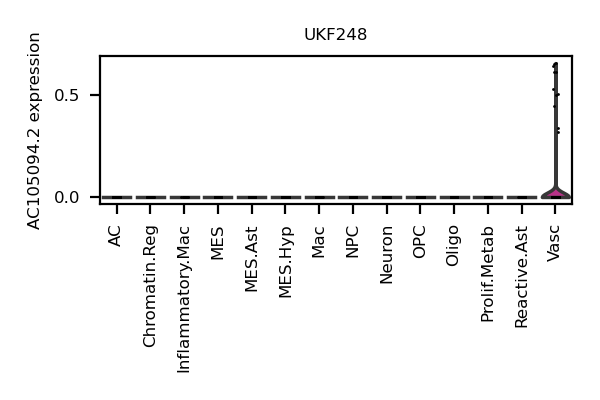 UKF248
AC105094.2 expression
0.5
0.0
AC
Chromatin.Reg
Inflammatory.Mac
MES
MES.Ast
MES.Hyp
Mac
NPC
Neuron
OPC
Oligo
Prolif.Metab
Reactive.Ast
Vasc